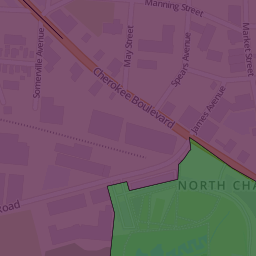 Manning Street
Somerville Avenue
May Street
Spears Avenue
Market Street
Cherokee Boulevard
James Avenue
NORTH CHA
Road